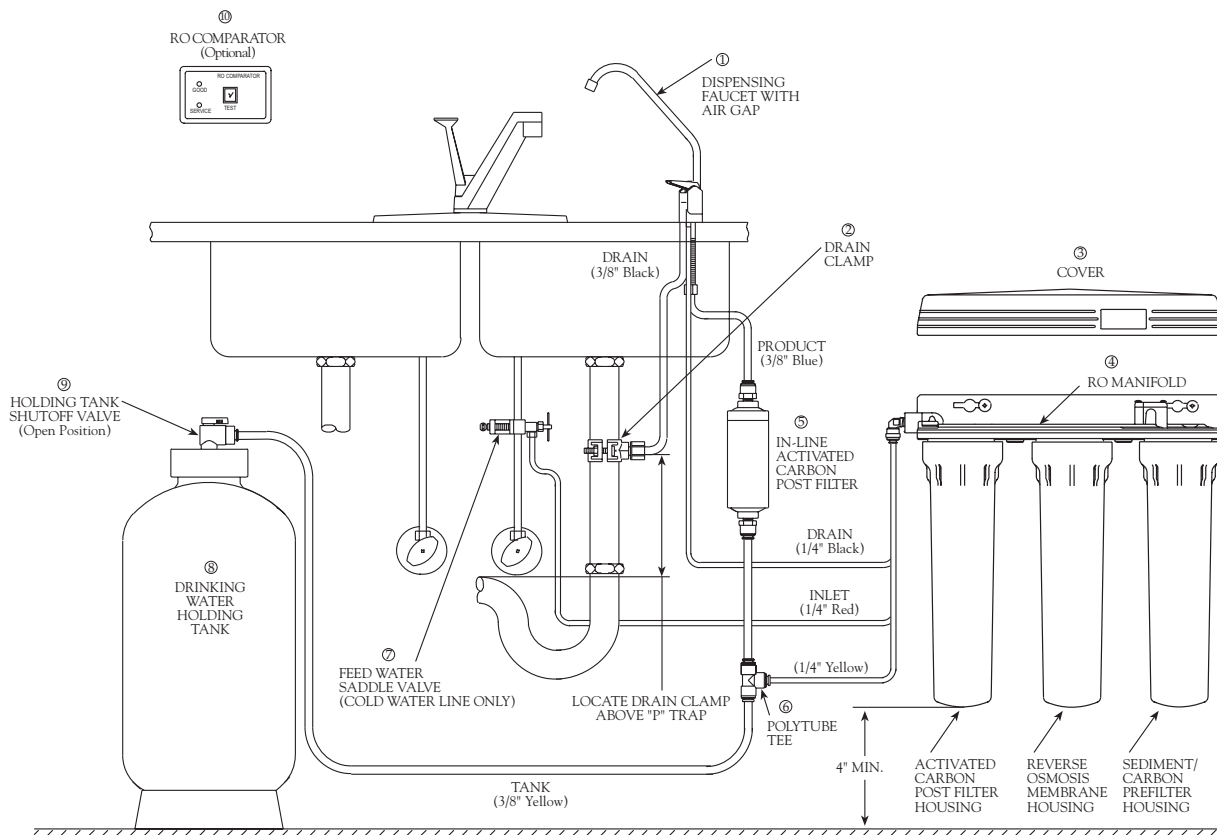 ⑩
RO COMPARATOR
(Optional)
RO COMPARATOR
GOOD
SERVICE
TEST
①
DISPENSING
FAUCET WITH
AIR GAP
DRAIN
(3/8" Black)
②
DRAIN
CLAMP
③
COVER
PRODUCT
(3/8" Blue)
④
RO MANIFOLD
⑨
HOLDING TANK
SHUTOFF VALVE
(Open Position)
⑤
IN-LINE
ACTIVATED
CARBON
POST FILTER
DRAIN
(1/4" Black)
⑧
DRINKING
WATER
HOLDING
TANK
INLET
(1/4" Red)
⑦
FEED WATER
SADDLE VALVE
(COLD WATER LINE ONLY)
(1/4" Yellow)
LOCATE DRAIN CLAMP
ABOVE "P" TRAP
⑥
POLYTUBE
TEE
TANK
(3/8" Yellow)
4" MIN.
ACTIVATED
CARBON
POST FILTER
HOUSING
REVERSE
OSMOSIS
MEMBRANE
HOUSING
SEDIMENT/
CARBON
PREFILTER
HOUSING